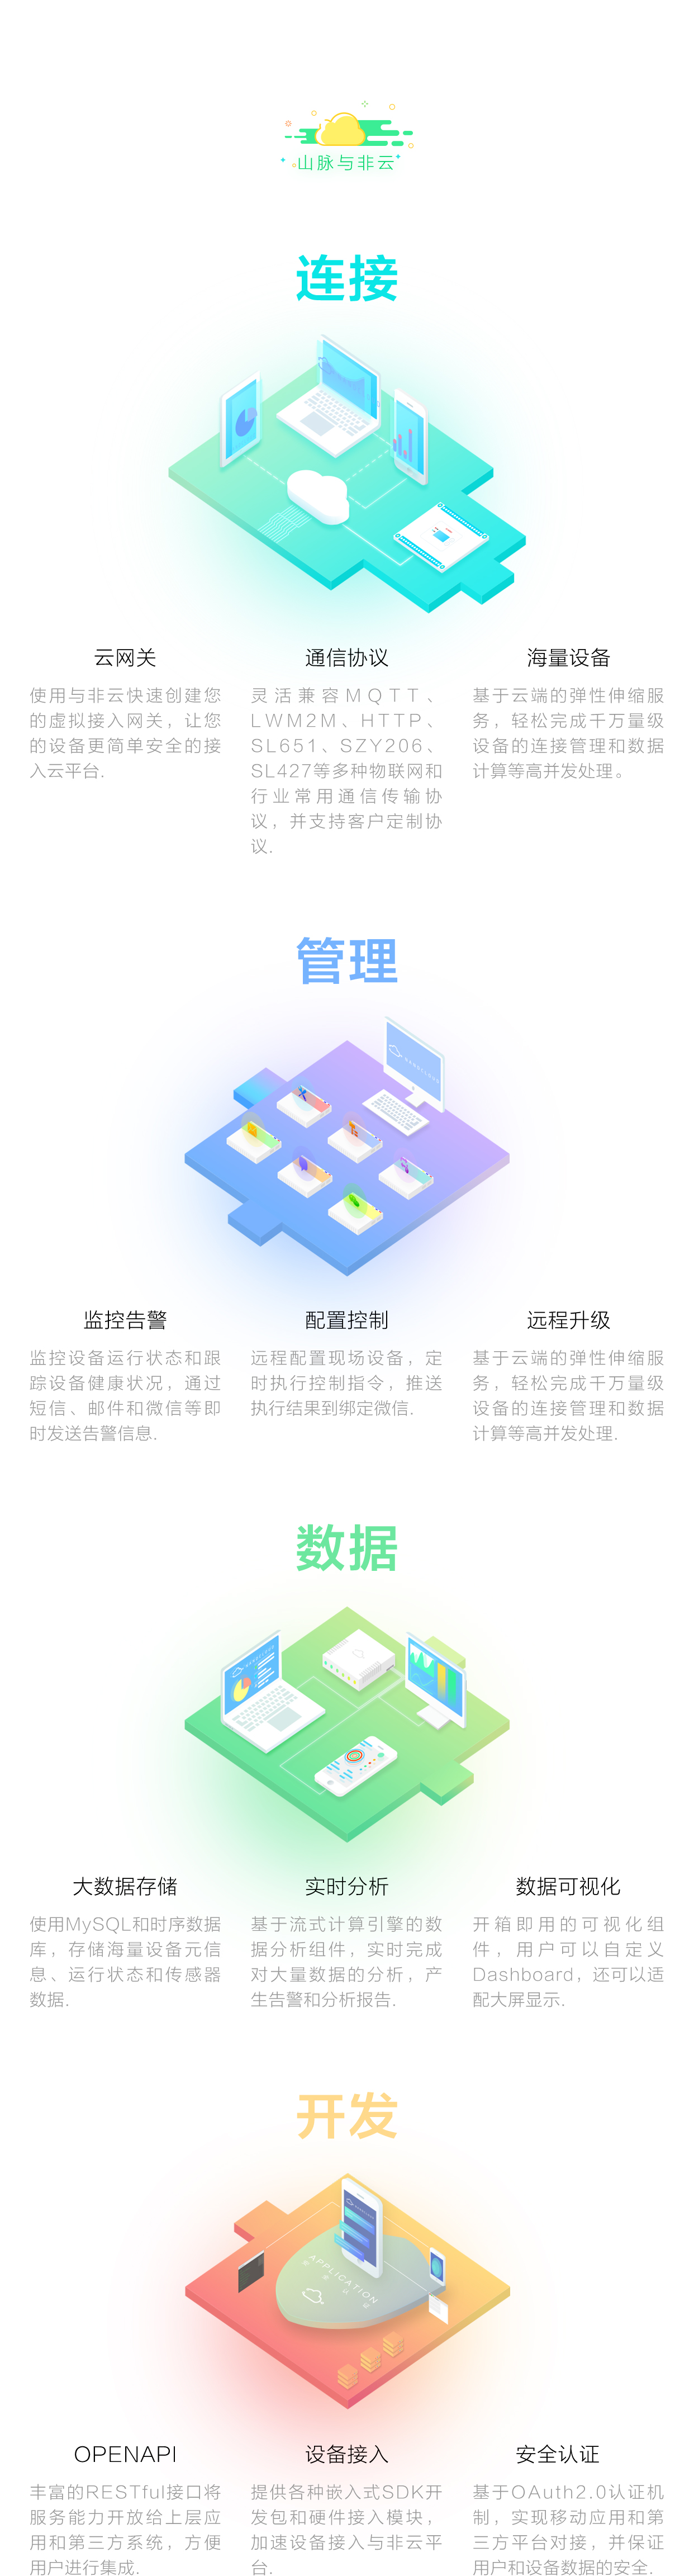 山脉与非云
连接
云网关
使用与非云快速创建您
的虚拟接入网关，让您
的设备更简单安全的接
入云平台.
通信协议
灵活兼容MQTT、
LWM2M、HTTP、
SL651、SZY206、
SL427等多种物联网和
行业常用通信传输协
议，并支持客户定制协
议.
海量设备
基于云端的弹性伸缩服
务，轻松完成千万量级
设备的连接管理和数据
计算等高并发处理。
管理
监控告警
监控设备运行状态和跟
踪设备健康状况，通过
短信、邮件和微信等即
时发送告警信息.
配置控制
远程配置现场设备，定
时执行控制指令，推送
执行结果到绑定微信.
远程升级
基于云端的弹性伸缩服
务，轻松完成千万量级
设备的连接管理和数据
计算等高并发处理.
数据
大数据存储
使用MySQL和时序数据
库，存储海量设备元信
息、运行状态和传感器
数据.
实时分析
基于流式计算引擎的数
据分析组件，实时完成
对大量数据的分析，产
生告警和分析报告.
数据可视化
开箱即用的可视化组
件，用户可以自定义
Dashboard，还可以适
配大屏显示.
开发
APPLICATION
OPENAPI
丰富的RESTful接口将
服务能力开放给上层应
用和第三方系统，方便
用户进行集成.
设备接入
提供各种嵌入式SDK开
发包和硬件接入模块，
加速设备接入与非云平
台.
安全认证
基于OAuth2.0认证机
制，实现移动应用和第
三方平台对接，并保证
用户和设备数据的安全.